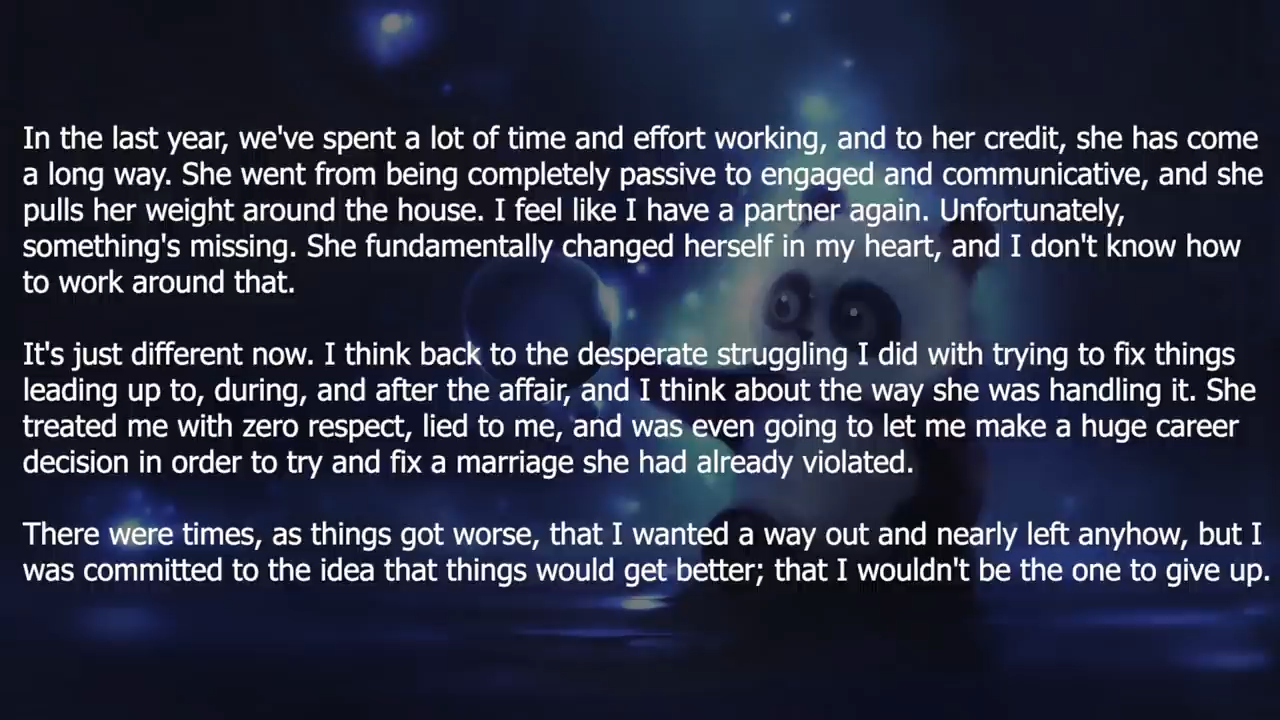 In the last year, we've spent a lot of time and effort working, and to her credit, she has come
a long way. She went from being completely passive to engaged and communicative, and she
pulls her weight around the house. I feel like I have a partner again. Unfortunately,
something's missing. She fundamentally changed herself in my heart, and I don't know how
to work around that.
It's just different now. I think back to the desperate struggling I did with trying to fix things
leading up to, during, and after the affair, and I think about the way she was handling it. She
treated me with zero respect, lied to me, and was even going to let me make a huge career
decision in order to try and fix a marriage she had already violated.
There were times, as things got worse, that I wanted a way out and nearly left anyhow, but I
was committed to the idea that things would get better; that I wouldn't be the one to give up.